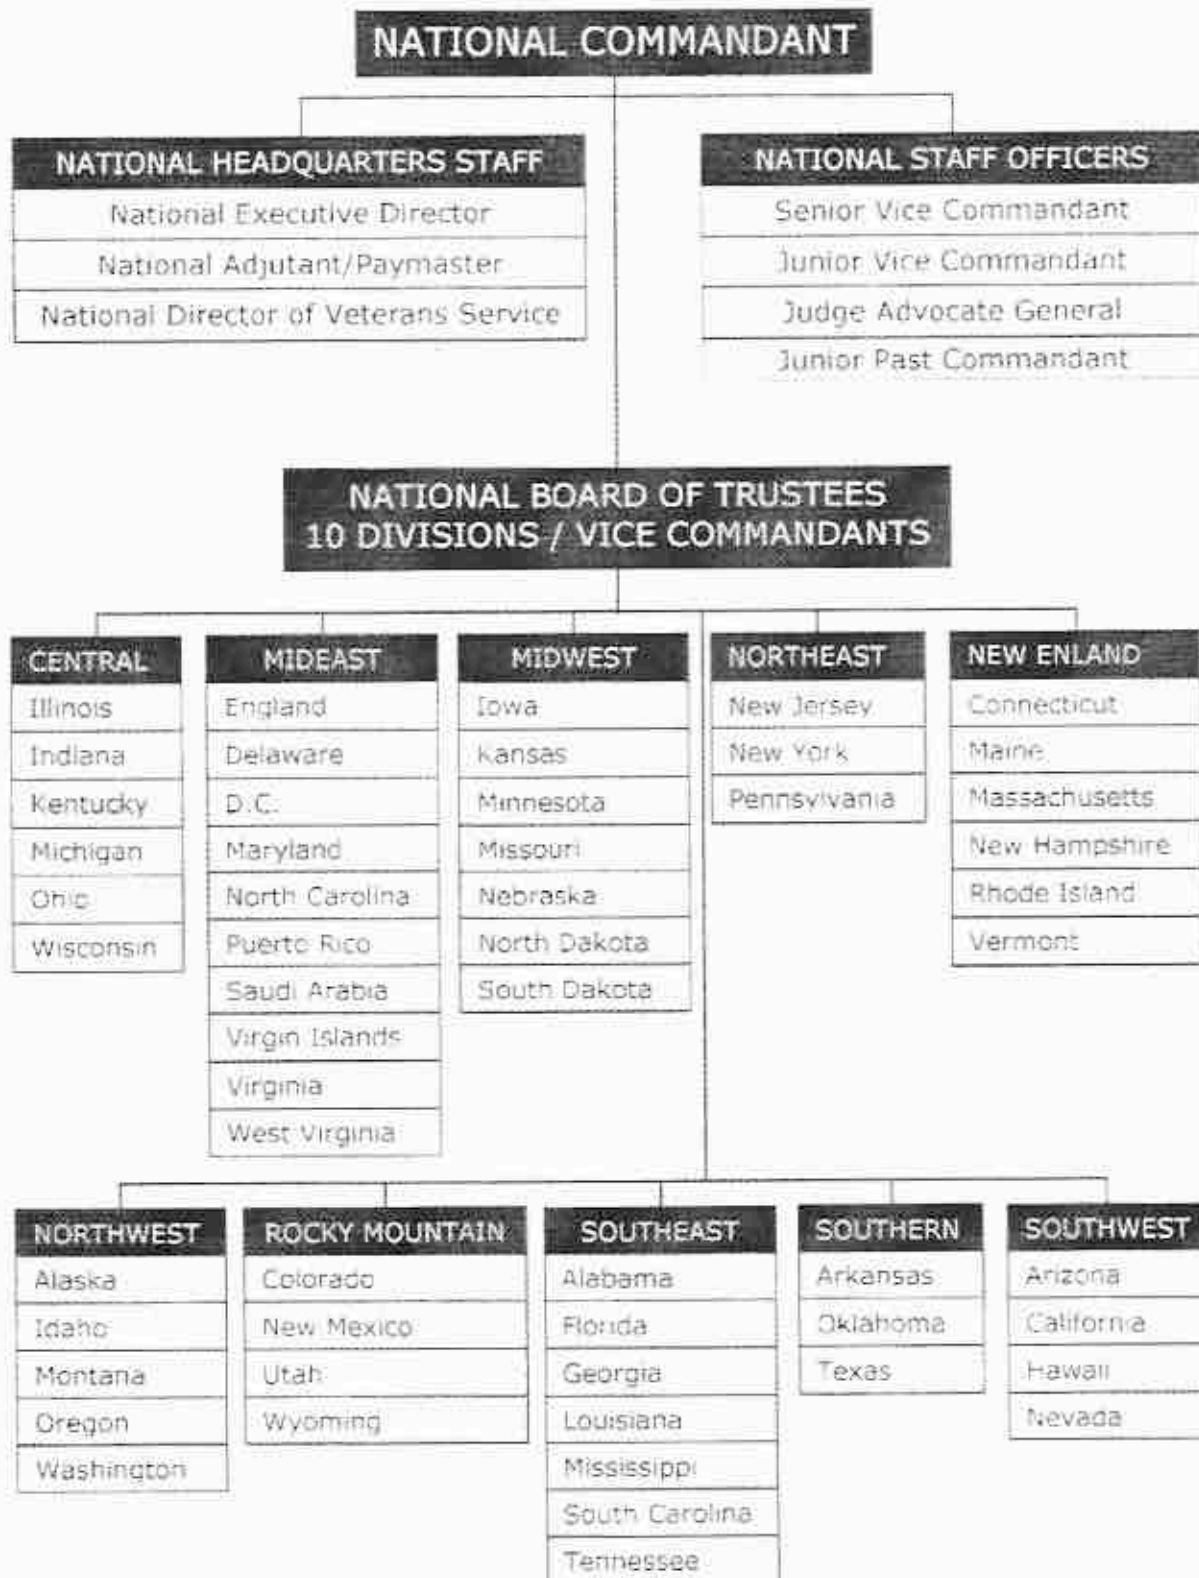 NATIONAL COMMANDANT
NATIONAL HEADQUARTERS STAFF
National Executive Director
National Adjutant/Paymaster
National Director of Veterans Service
NATIONAL STAFF OFFICERS
Senior Vice Commandant
Junior Vice Commandant
Judge Advocate General
Junior Past Commandant
NATIONAL BOARD OF TRUSTEES
10 DIVISIONS / VICE COMMANDANTS
CENTRAL
Illinois
Indiana
Kentucky
Michigan
Ohio
Wisconsin
MIDEAST
England
Delaware
D.C.
Maryland
North Carolina
Puerto Rico
Saudi Arabia
Virgin Islands
Virginia
West Virginia
MIDWEST
Iowa
Kansas
Minnesota
Missouri
Nebraska
North Dakota
South Dakota
NORTHEAST
New Jersey
New York
Pennsylvania
NEW ENLAND
Connecticut
Maine
Massachusetts
New Hampshire
Rhode Island
Vermont
NORTHWEST
Alaska
Idaho
Montana
Oregon
Washington
ROCKY MOUNTAIN
Colorado
New Mexico
Utah
Wyoming
SOUTHEAST
Alabama
Florida
Georgia
Louisiana
Mississippi
South Carolina
Tennessee
SOUTHERN
Arkansas
Oklahoma
Texas
SOUTHWEST
Arizona
California
Hawaii
Nevada